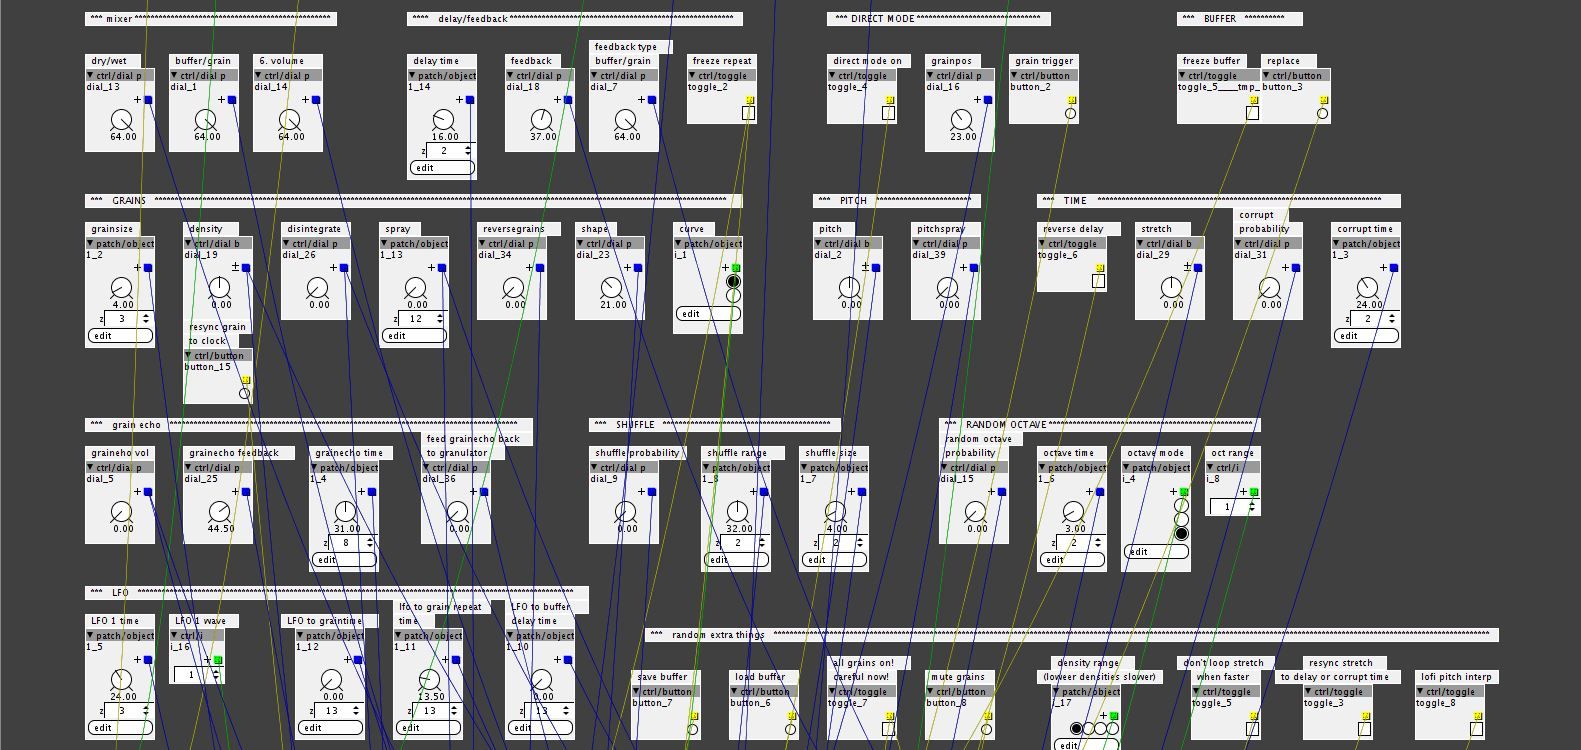 *** mixer
**** delay/feedback
*** DIRECT MODE
*** BUFFER
feedback type
dry/wet buffer/grain 6. volume delay time feedback buffer/grain freeze repeat direct mode on grainpos grain trigger freeze buffer replace
ctrl/dial p ctrl/dial p ctrl/dial p patch/object ctrl/dial p ctrl/dial p ctrl/toggle ctrl/toggle ctrl/dial p ctrl/button ctrl/toggle ctrl/button
dial_13 dial_1 dial_14 1_14 dial_18 dial_7 toggle_2 toggle_4 dial_16 button_2 toggle_5____tmp_ button_3
64.00 64.00 64.00 16.00 37.00 64.00 23.00
z 2
edit
*** GRAINS
*** PITCH
*** TIME
corrupt
grainsize density disintegrate spray reversegrains shape curve pitch pitchspray reverse delay stretch probability corrupt time
patch/object ctrl/dial b ctrl/dial p patch/object ctrl/dial p ctrl/dial p patch/object ctrl/dial b ctrl/dial p ctrl/toggle ctrl/dial b ctrl/dial p patch/object
1_2 dial_19 dial_26 1_13 dial_34 dial_23 i_1 dial_2 dial_39 toggle_6 dial_29 dial_31 1_3
4.00 0.00 0.00 0.00 0.00 21.00 0.00 0.00 0.00 0.00 24.00
z 3 z 12 edit z 2
edit edit edit
resync grain
to clock
ctrl/button
button_15
*** grain echo
*** SHUFFLE
*** RANDOM OCTAVE
feed grainecho back random octave
graineho vol grainecho feedback grainecho time to granulator shuffle probability shuffle range shuffle size probability octave time octave mode oct range
ctrl/dial p ctrl/dial p patch/object ctrl/dial p ctrl/dial p patch/object patch/object ctrl/dial p patch/object patch/object ctrl/i
dial_5 dial_25 1_4 dial_36 dial_9 1_8 1_7 dial_15 1_6 i_4 i_8
1
0.00 44.50 31.00 0.00 0.00 32.00 4.00 0.00 3.00
z 8 z 2 z 2 z 2
edit edit edit edit edit
*** LFO
lfo to grain repeat LFO to buffer
LFO 1 time LFO 1 wave LFO to graintime time delay time
patch/object ctrl/i patch/object patch/object patch/object
1_5 i_16 1_12 1_11 1_10
1
24.00 0.00 13.50 0.00
z 3 z 13 z 13 z 13
edit edit edit edit
*** random extra things
all grains on! density range don't loop stretch resync stretch
save buffer load buffer careful now! mute grains (loweer densities slower) when faster to delay or corrupt time lofi pitch interp
ctrl/button ctrl/button ctrl/toggle ctrl/button patch/object ctrl/toggle ctrl/toggle ctrl/toggle
button_7 button_6 toggle_7 button_8 i_17 toggle_5 toggle_3 toggle_8
edit